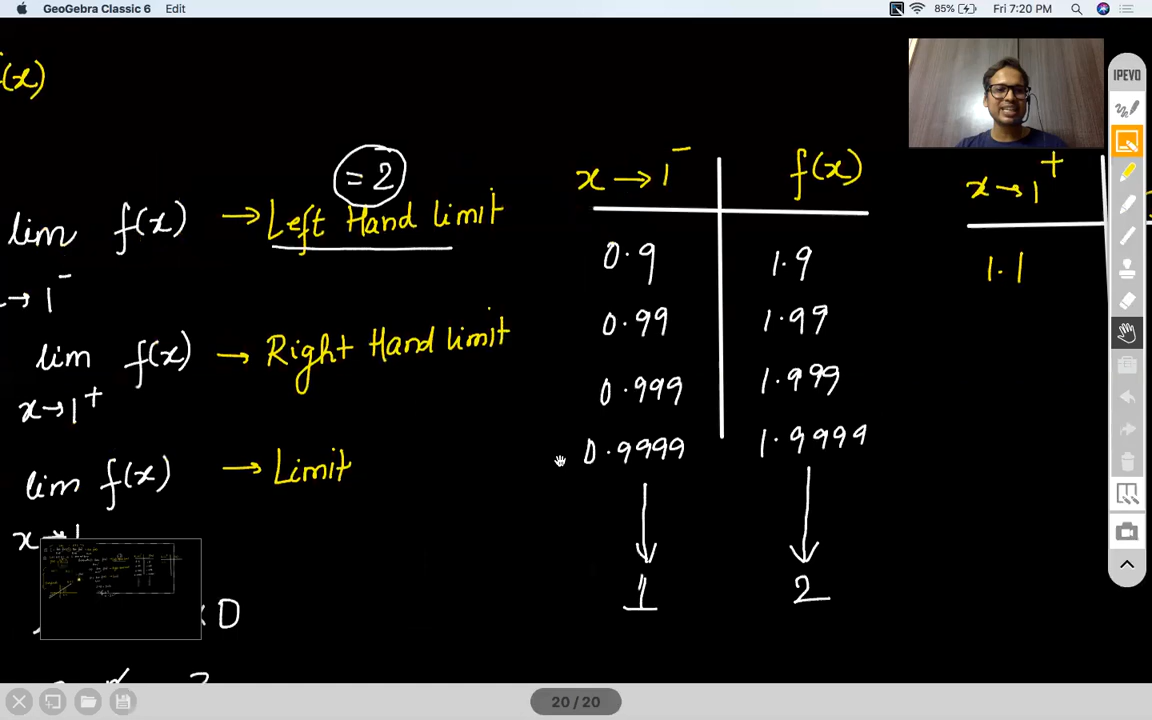 GeoGebra Classic 6 Edit 85% Fri 7:20 PM
IPEVO
(x)
= 2
lim f(x) → Left Hand limit
→ 1⁻
lim f(x) → Right Hand limit
x → 1⁺
lim f(x) → Limit
x → 1
D
x → 1⁻ f(x)
0.9 1.9
0.99 1.99
0.999 1.999
0.9999 1.9999
↓ ↓
1 2
x → 1⁺
1.1
20 / 20